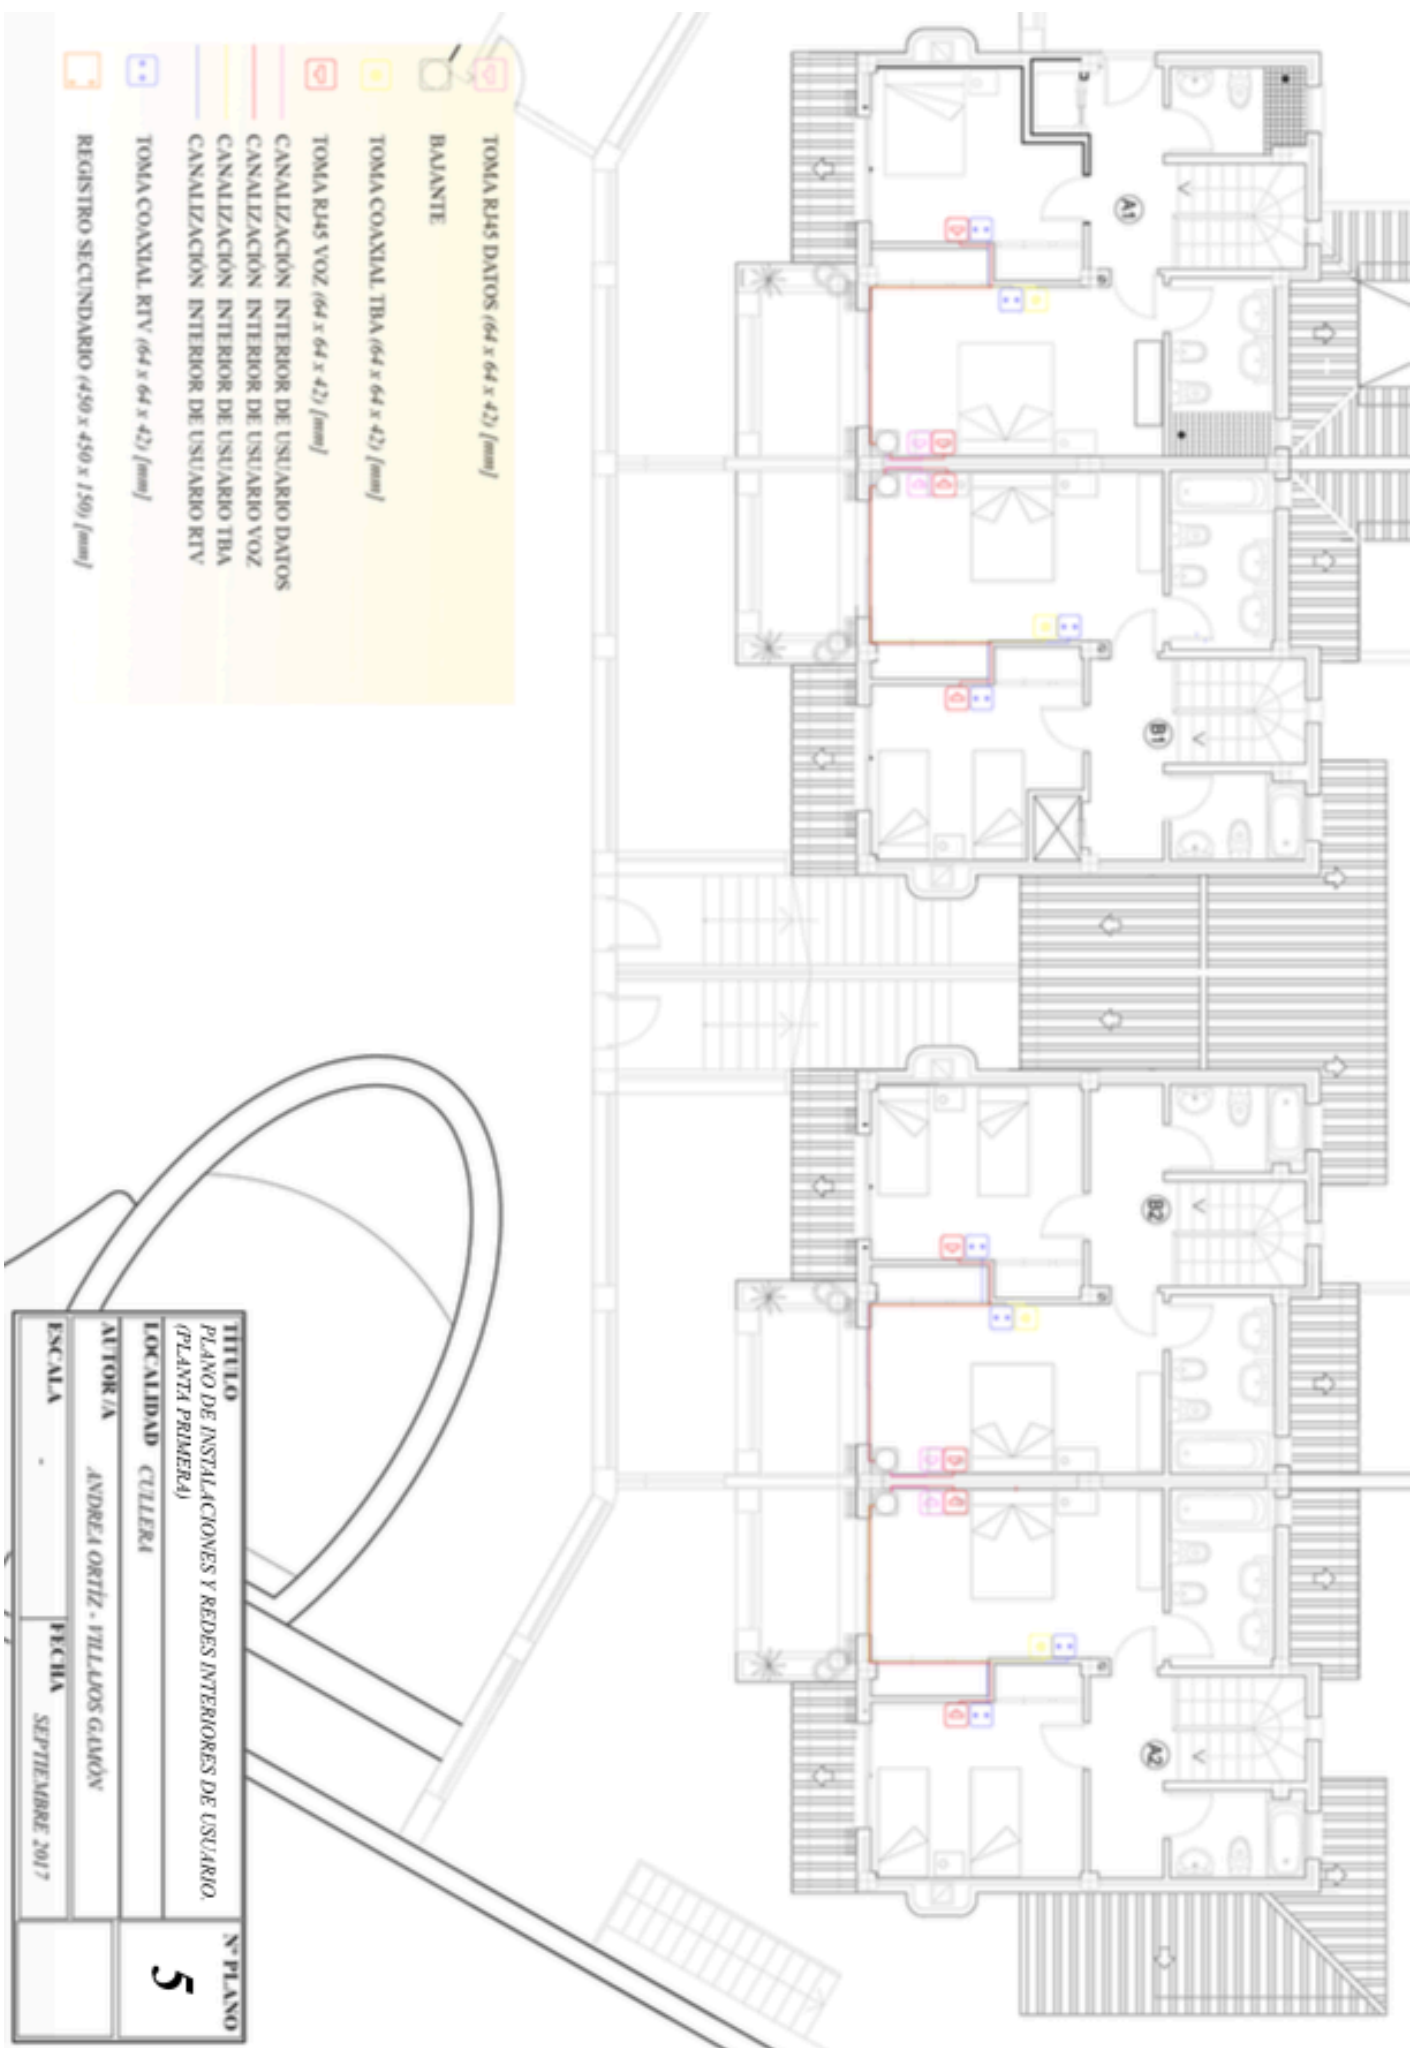 TOMA RJ45 DATOS (64 x 64 x 42) [mm]
BAJANTE
TOMA COAXIAL TBA (64 x 64 x 42) [mm]
TOMA RJ45 VOZ (64 x 64 x 42) [mm]
CANALIZACIÓN INTERIOR DE USUARIO DATOS
CANALIZACIÓN INTERIOR DE USUARIO VOZ
CANALIZACIÓN INTERIOR DE USUARIO TBA
CANALIZACIÓN INTERIOR DE USUARIO RTV
TOMA COAXIAL RTV (64 x 64 x 42) [mm]
REGISTRO SECUNDARIO (450 x 450 x 150) [mm]
A1
B1
B2
A2
TÍTULO
PLANO DE INSTALACIONES Y REDES INTERIORES DE USUARIO.
(PLANTA PRIMERA)
LOCALIDAD CULLERA
AUTOR/A ANDREA ORTÍZ - VILLAJOS GAMÓN
ESCALA -
FECHA SEPTIEMBRE 2017
Nº PLANO
5